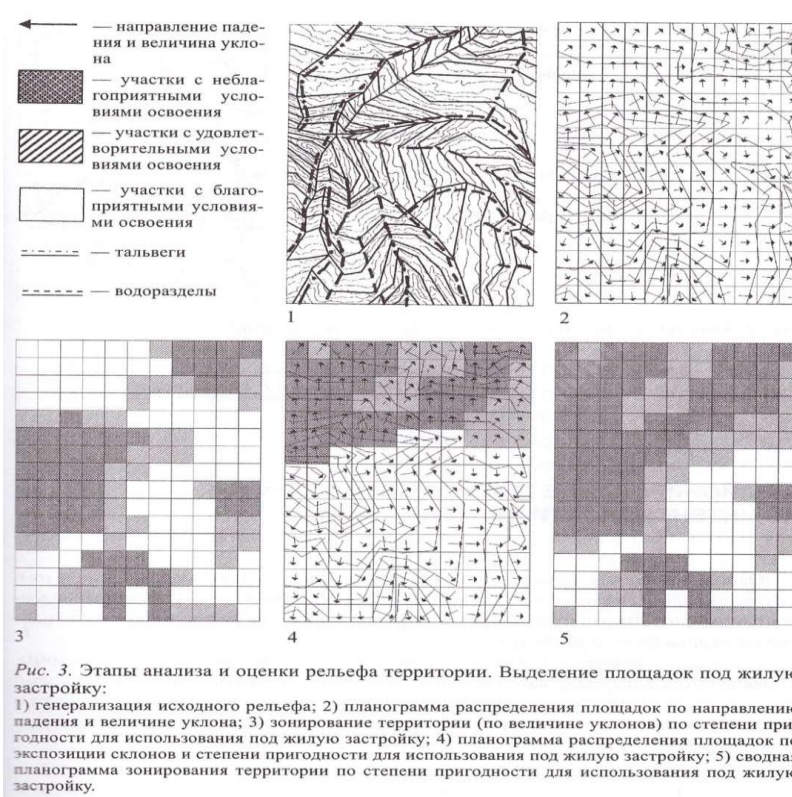 — направление паде-
ния и величина укло-
на
— участки с небла-
гоприятными усло-
виями освоения
— участки с удовлет-
ворительными усло-
виями освоения
— участки с благо-
приятными условия-
ми освоения
— тальвеги
— водоразделы
1
2
3
4
5
Рис. 3. Этапы анализа и оценки рельефа территории. Выделение площадок под жилую
застройку:
1) генерализация исходного рельефа; 2) планограмма распределения площадок по направлению
падения и величине уклона; 3) зонирование территории (по величине уклонов) по степени при-
годности для использования под жилую застройку; 4) планограмма распределения площадок по
экспозиции склонов и степени пригодности для использования под жилую застройку; 5) сводная
планограмма зонирования территории по степени пригодности для использования под жилую
застройку.